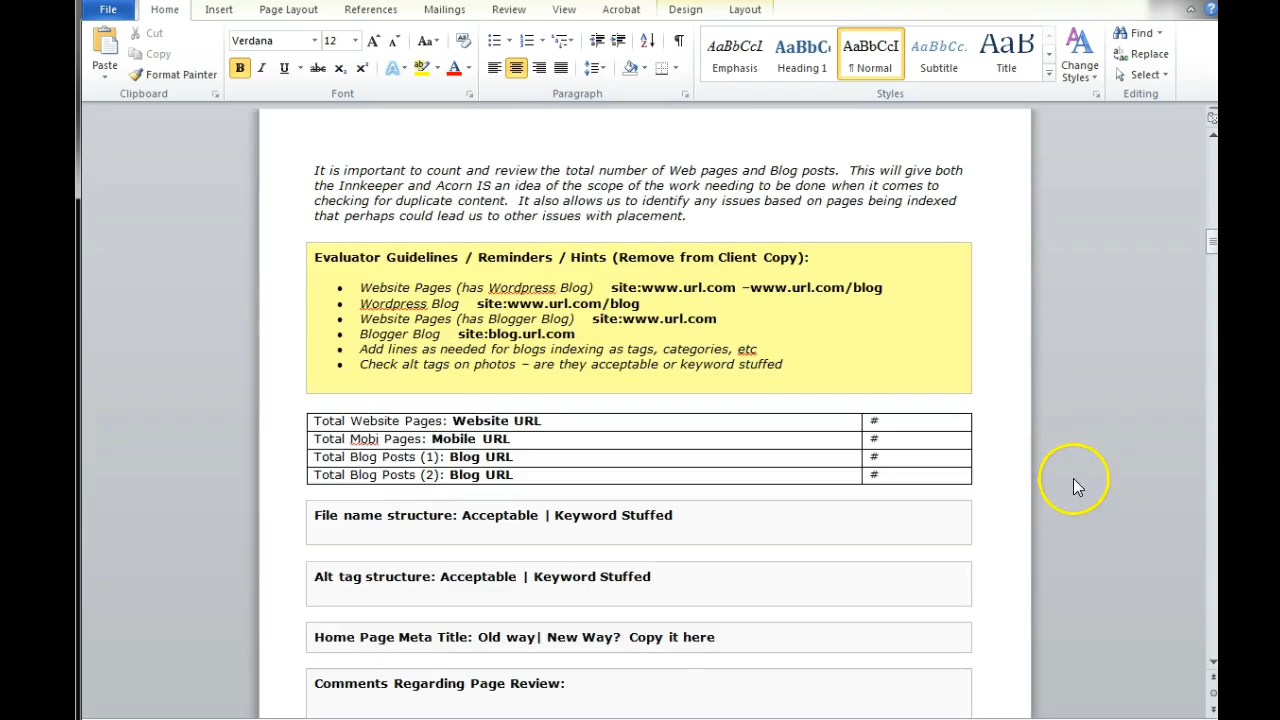 File Home Insert Page Layout References Mailings Review View Acrobat Design Layout
Paste Cut Copy Format Painter
Verdana 12 Aa
B I U abc x₂ x² A ab A
AaBbCcI AaBbCc AaBbCcI AaBbCc. AaB
Emphasis Heading 1 ¶ Normal Subtitle Title
Change Styles
Find Replace Select
Clipboard Font Paragraph Styles Editing
It is important to count and review the total number of Web pages and Blog posts. This will give both
the Innkeeper and Acorn IS an idea of the scope of the work needing to be done when it comes to
checking for duplicate content. It also allows us to identify any issues based on pages being indexed
that perhaps could lead us to other issues with placement.
Evaluator Guidelines / Reminders / Hints (Remove from Client Copy):
• Website Pages (has Wordpress Blog) site:www.url.com –www.url.com/blog
• Wordpress Blog site:www.url.com/blog
• Website Pages (has Blogger Blog) site:www.url.com
• Blogger Blog site:blog.url.com
• Add lines as needed for blogs indexing as tags, categories, etc
• Check alt tags on photos – are they acceptable or keyword stuffed
Total Website Pages: Website URL #
Total Mobi Pages: Mobile URL #
Total Blog Posts (1): Blog URL #
Total Blog Posts (2): Blog URL #
File name structure: Acceptable | Keyword Stuffed
Alt tag structure: Acceptable | Keyword Stuffed
Home Page Meta Title: Old way| New Way? Copy it here
Comments Regarding Page Review: